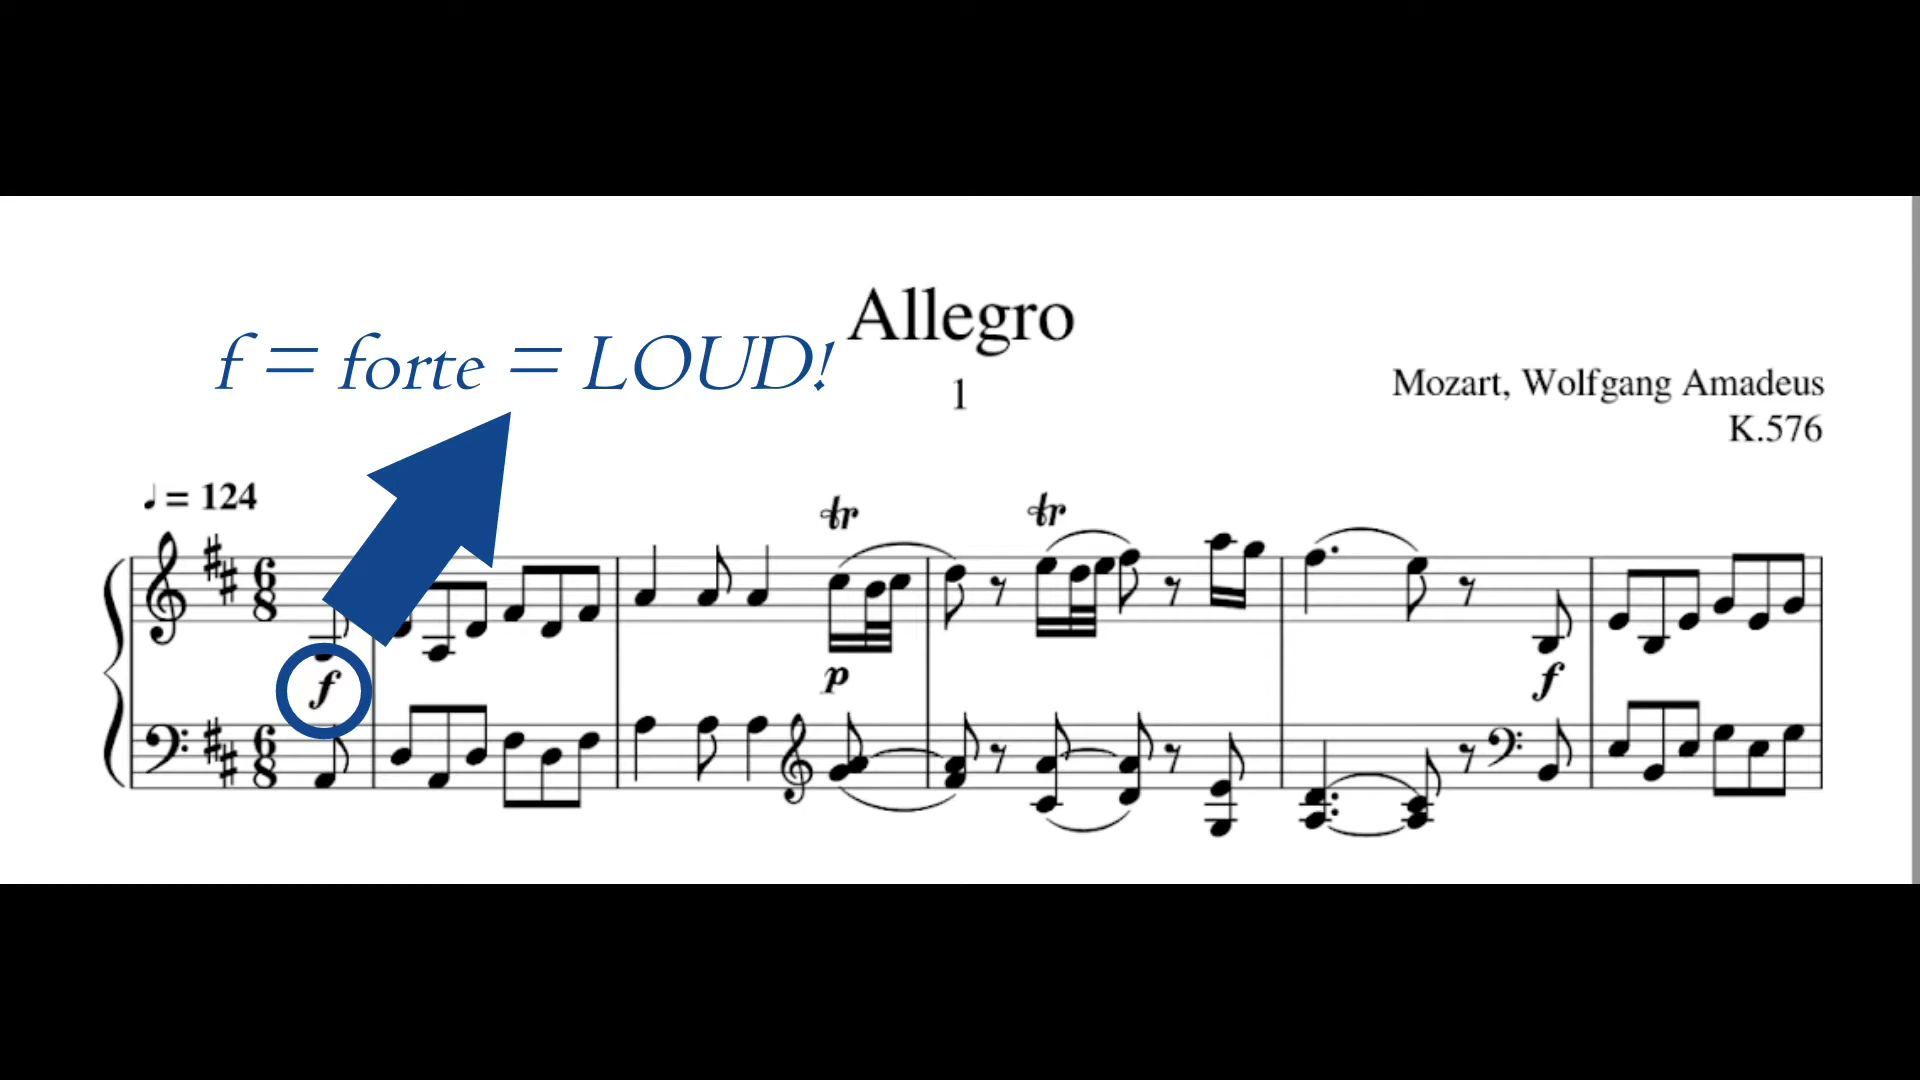 Allegro
f = forte = LOUD!
1
Mozart, Wolfgang Amadeus
K.576
♩ = 124
tr tr
6
8
f p f
6
8